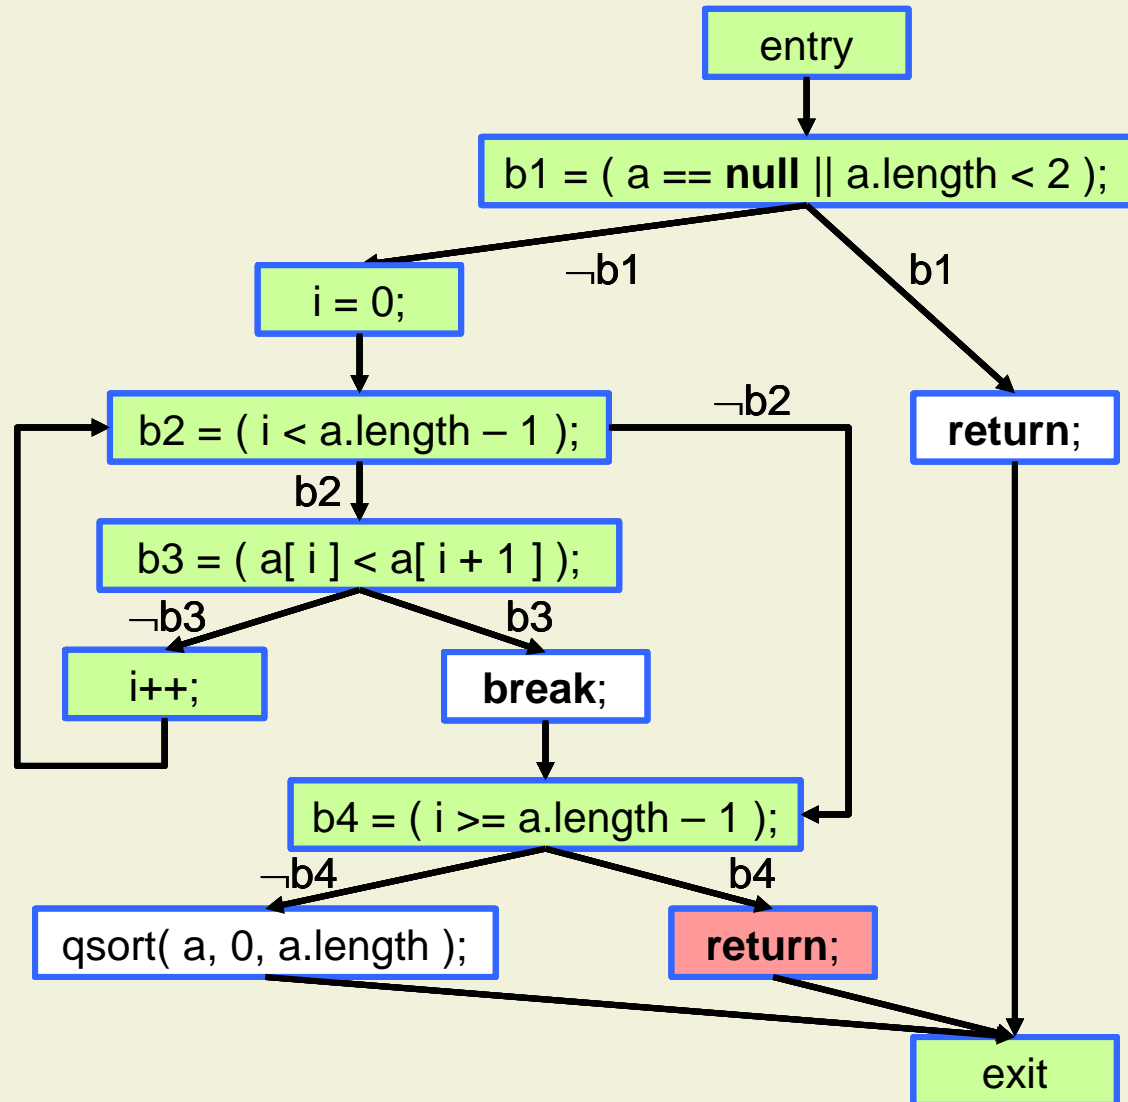 entry
b1 = ( a == null || a.length < 2 );
¬b1
b1
i = 0;
¬b2
b2 = ( i < a.length – 1 );
return;
b2
b3 = ( a[ i ] < a[ i + 1 ] );
¬b3
b3
i++;
break;
b4 = ( i >= a.length – 1 );
¬b4
b4
qsort( a, 0, a.length );
return;
exit